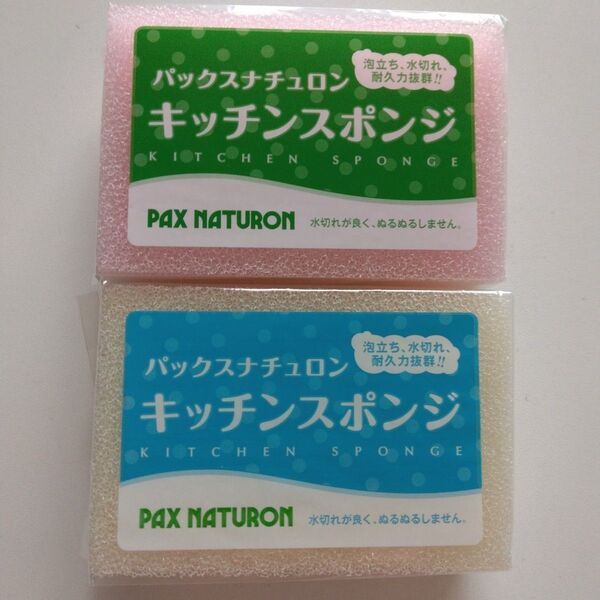 パックスナチュロン
泡立ち、水切れ、
耐久力抜群!!
キッチンスポンジ
KITCHEN SPONGE
PAX NATURON
水切れが良く、ぬるぬるしません。
パックスナチュロン
泡立ち、水切れ、
耐久力抜群!!
キッチンスポンジ
KITCHEN SPONGE
PAX NATURON
水切れが良く、ぬるぬるしません。